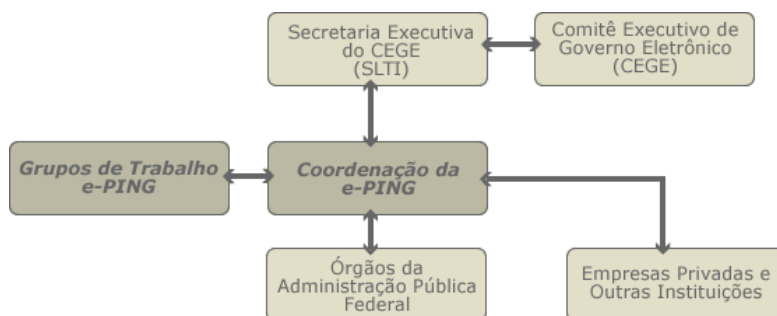 Secretaria Executiva
do CEGE
(SLTI)
Comitê Executivo de
Governo Eletrônico
(CEGE)
Grupos de Trabalho
e-PING
Coordenação da
e-PING
Órgãos da
Administração Pública
Federal
Empresas Privadas e
Outras Instituições